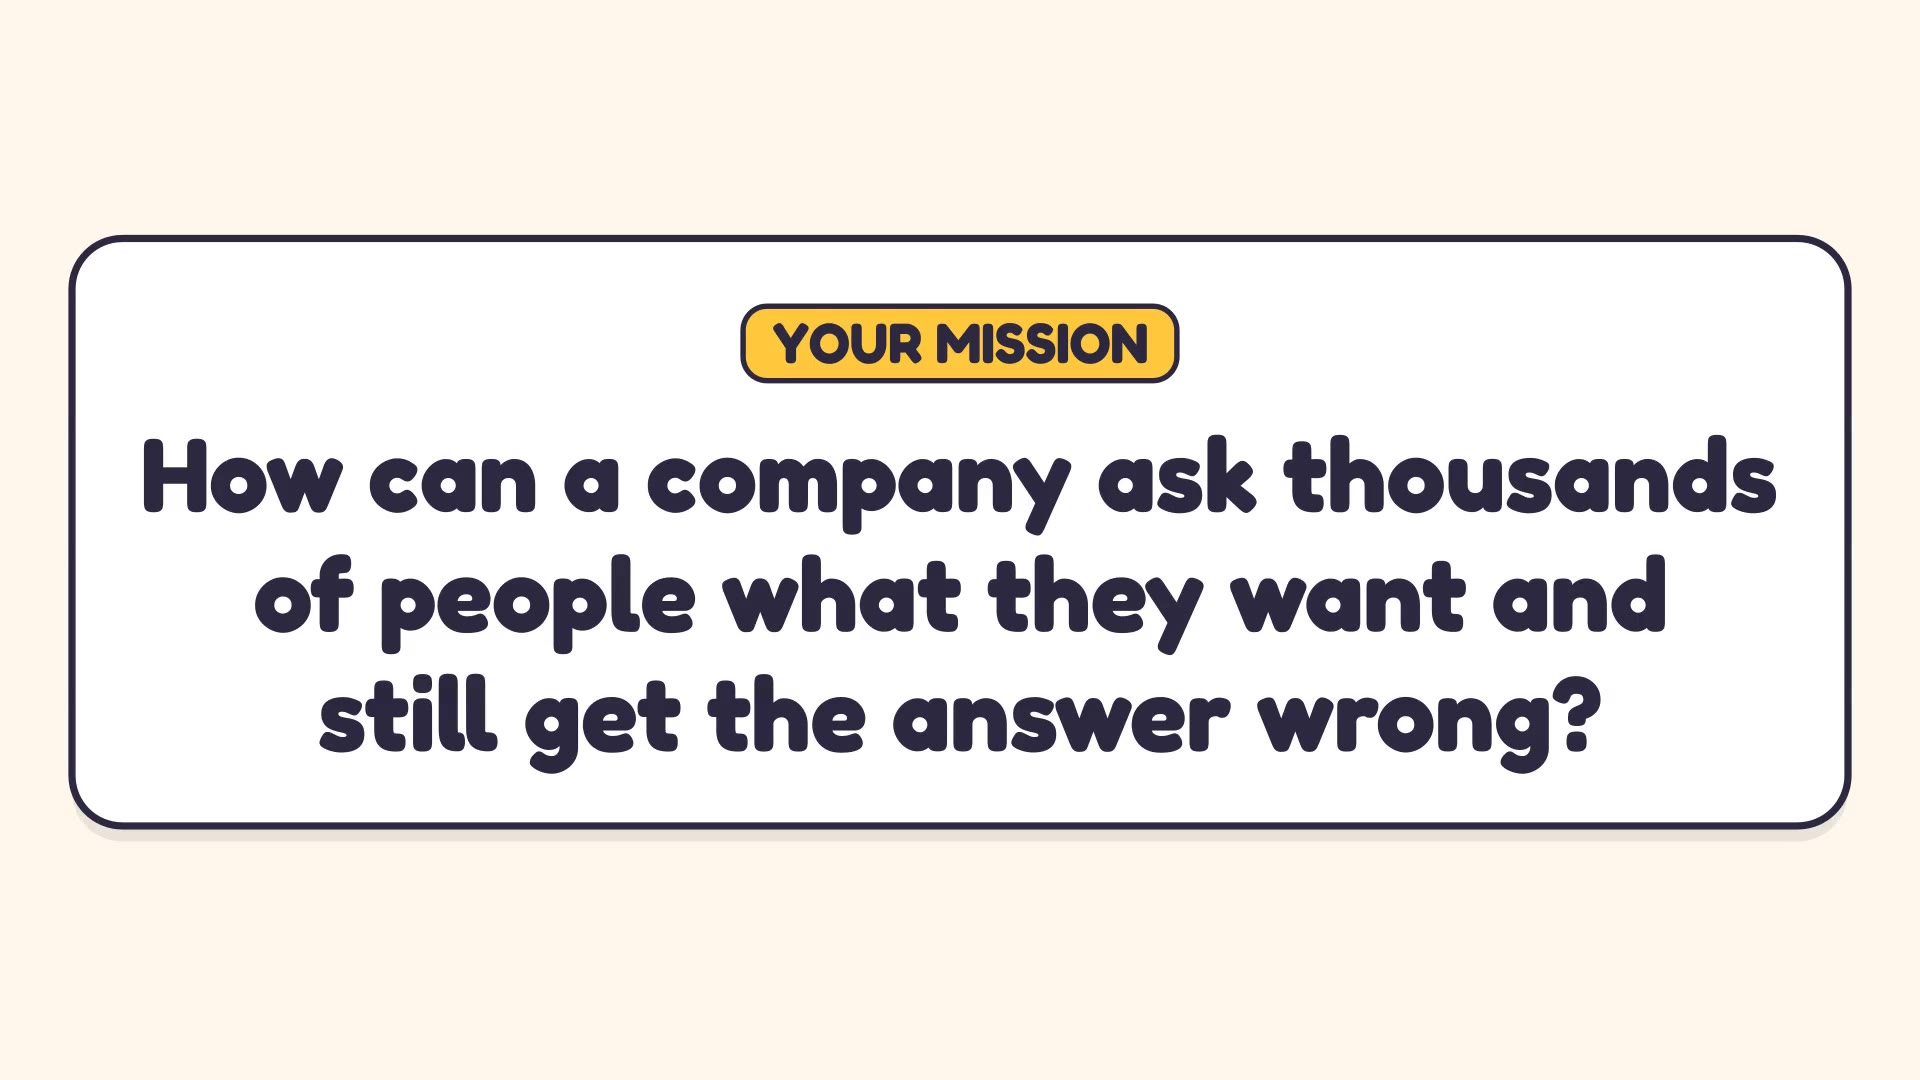 YOUR MISSION
How can a company ask thousands
of people what they want and
still get the answer wrong?